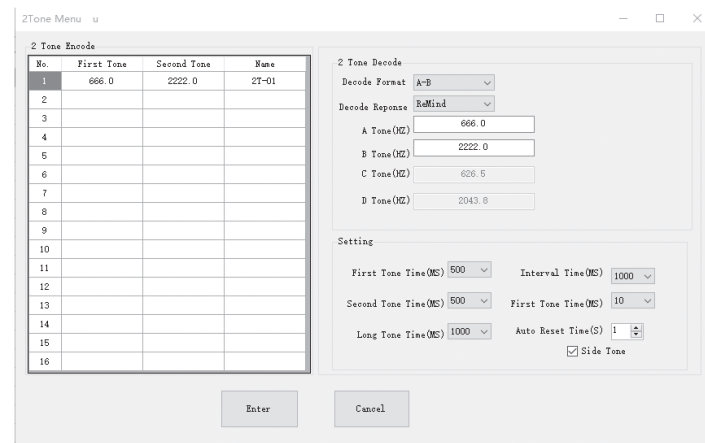 2Tone Menu u
2 Tone Encode
No. First Tone Second Tone Name
1 666.0 2222.0 2T-01
2
3
4
5
6
7
8
9
10
11
12
13
14
15
16
2 Tone Decode
Decode Format A-B
Decode Reponse ReMind
A Tone(HZ) 666.0
B Tone(HZ) 2222.0
C Tone(HZ) 626.5
D Tone(HZ) 2043.8
Setting
First Tone Time(MS) 500 Interval Time(MS) 1000
Second Tone Time(MS) 500 First Tone Time(MS) 10
Long Tone Time(MS) 1000 Auto Reset Time(S) 1
Side Tone
Enter Cancel